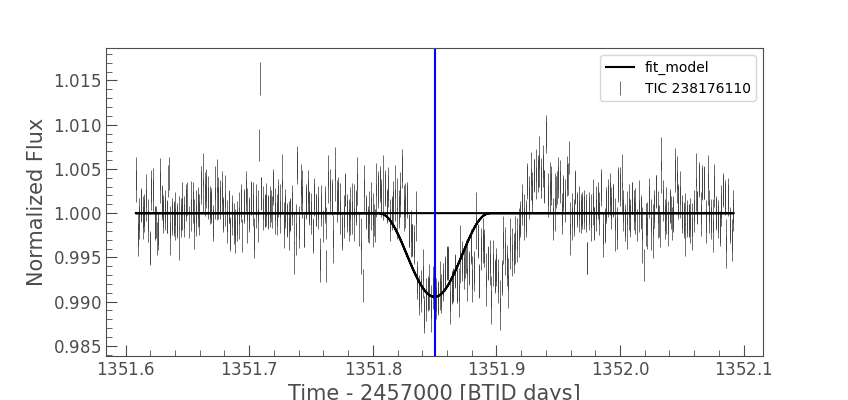 1.015
1.010
1.005
1.000
0.995
0.990
0.985
Normalized Flux
fit_model
TIC 238176110
1351.6 1351.7 1351.8 1351.9 1352.0 1352.1
Time - 2457000 [BTJD days]